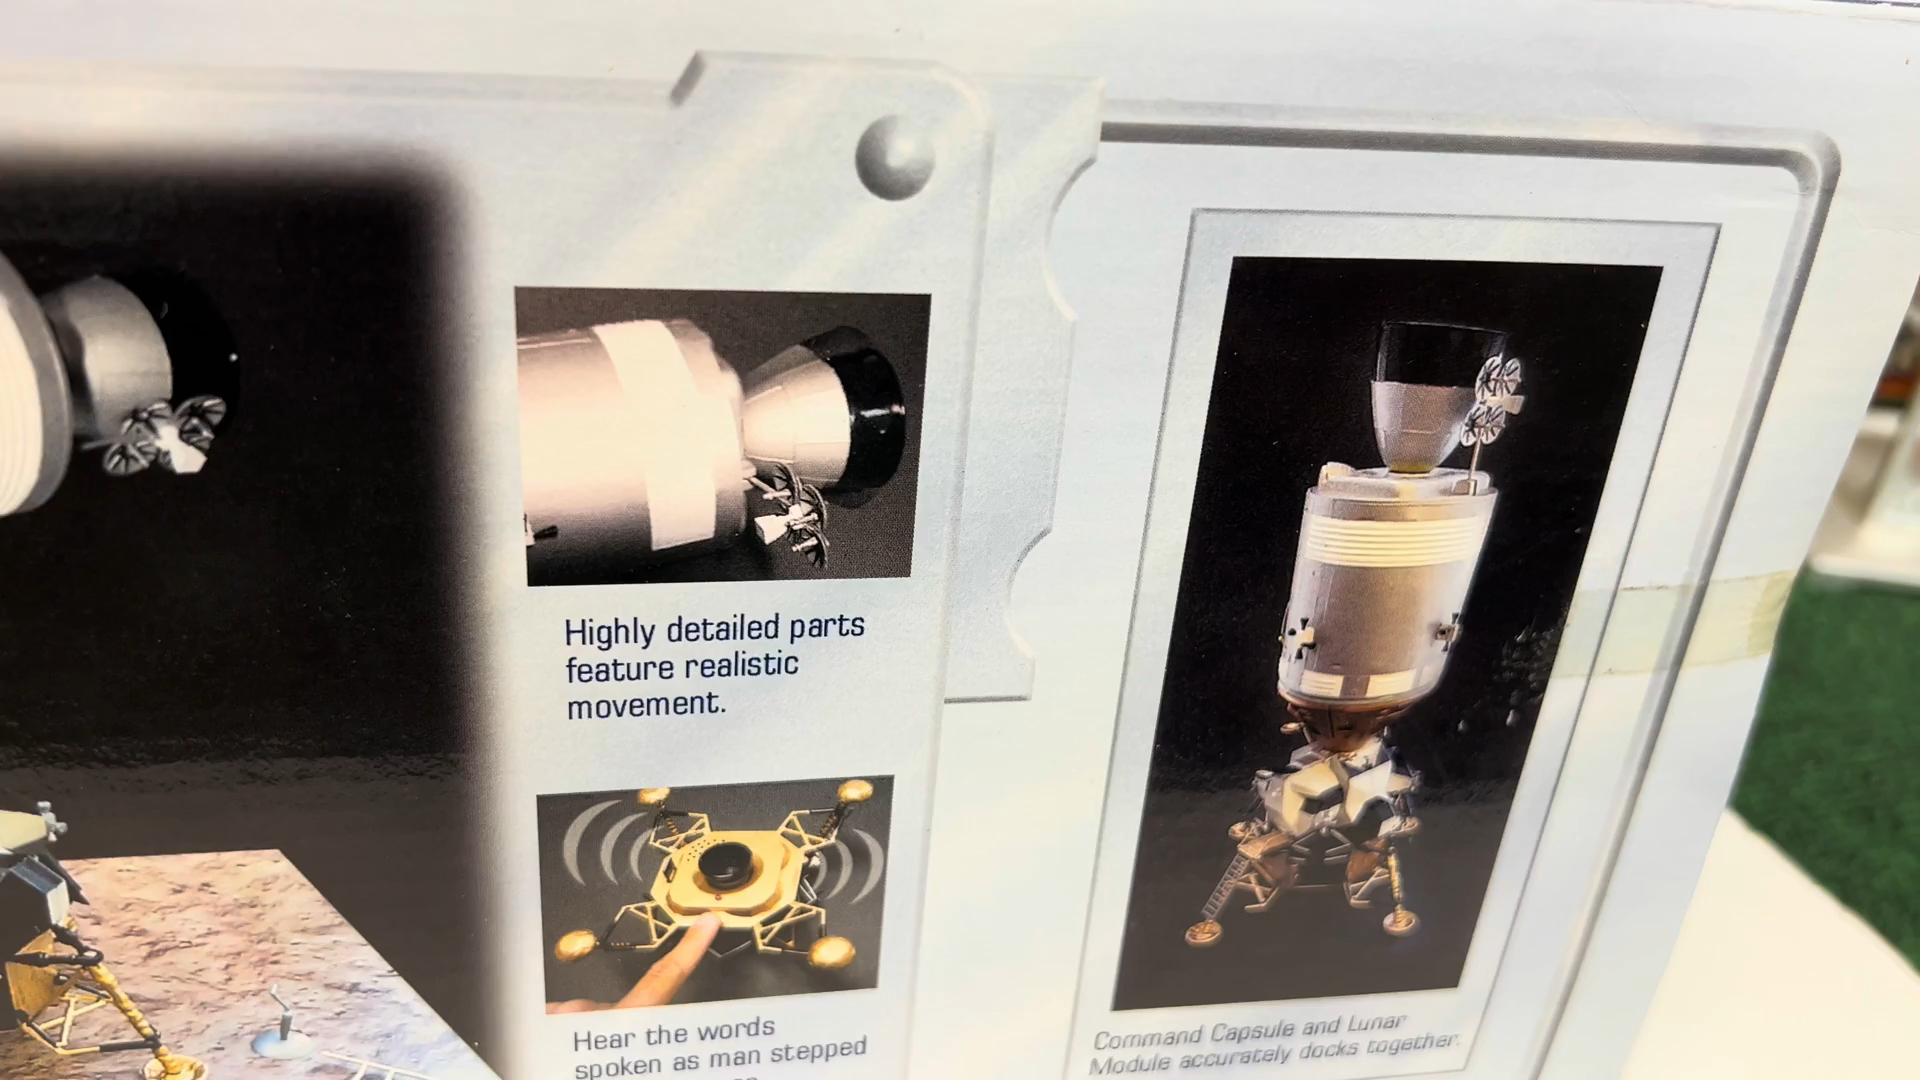 Highly detailed parts
feature realistic
movement.
Hear the words
spoken as man stepped
Command Capsule and Lunar
Module accurately docks together.